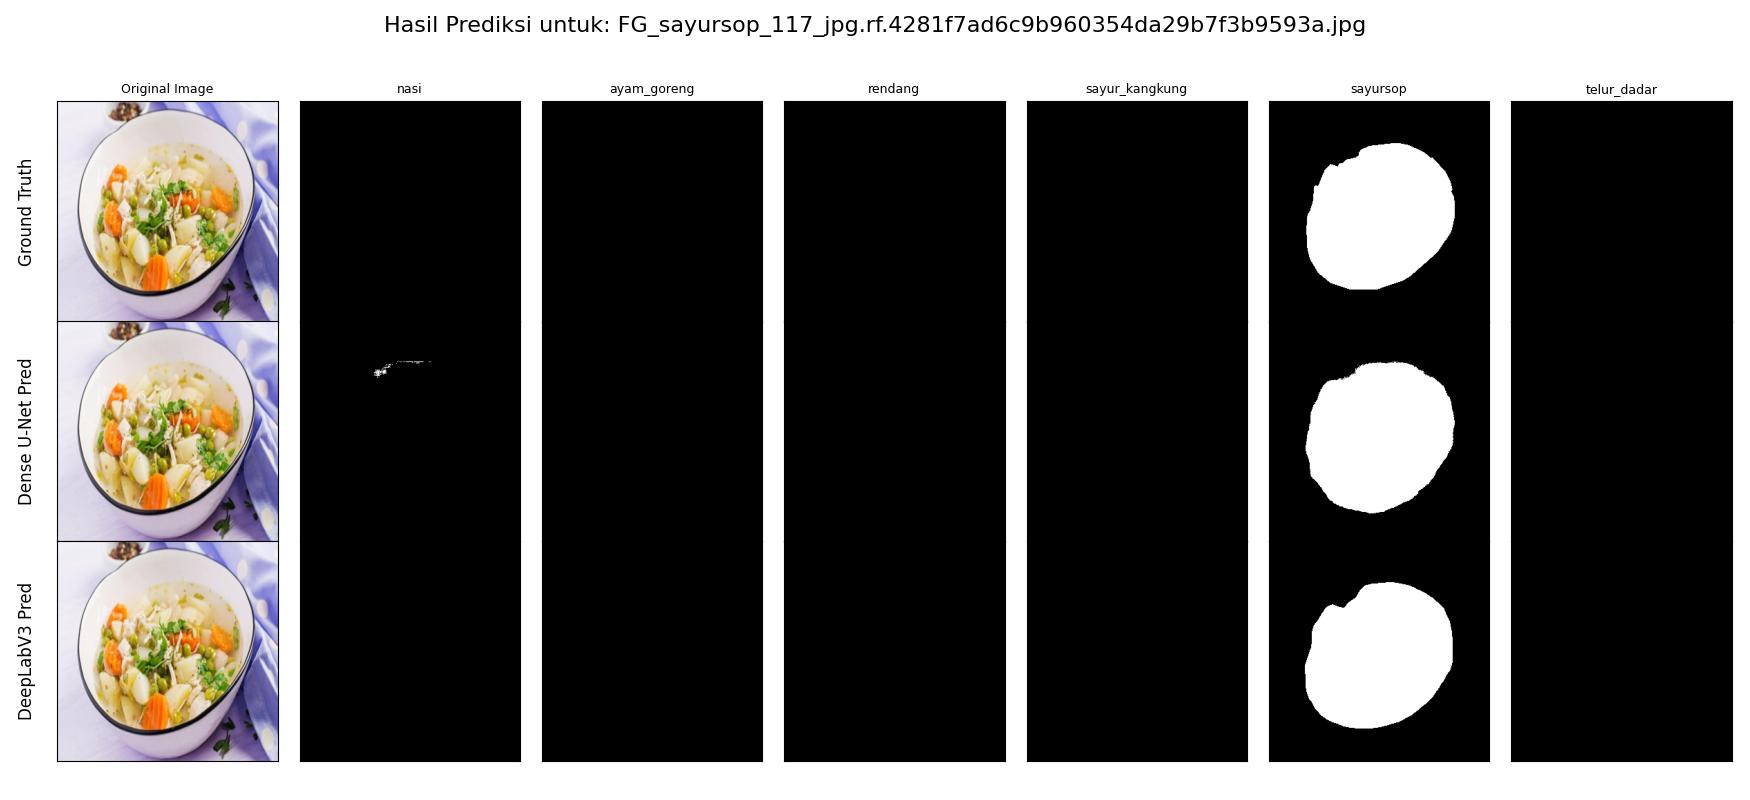 Hasil Prediksi untuk: FG_sayursop_117_jpg.rf.4281f7ad6c9b960354da29b7f3b9593a.jpg
Original Image
nasi
ayam_goreng
rendang
sayur_kangkung
sayursop
telur_dadar
Ground Truth
Dense U-Net Pred
DeepLabV3 Pred